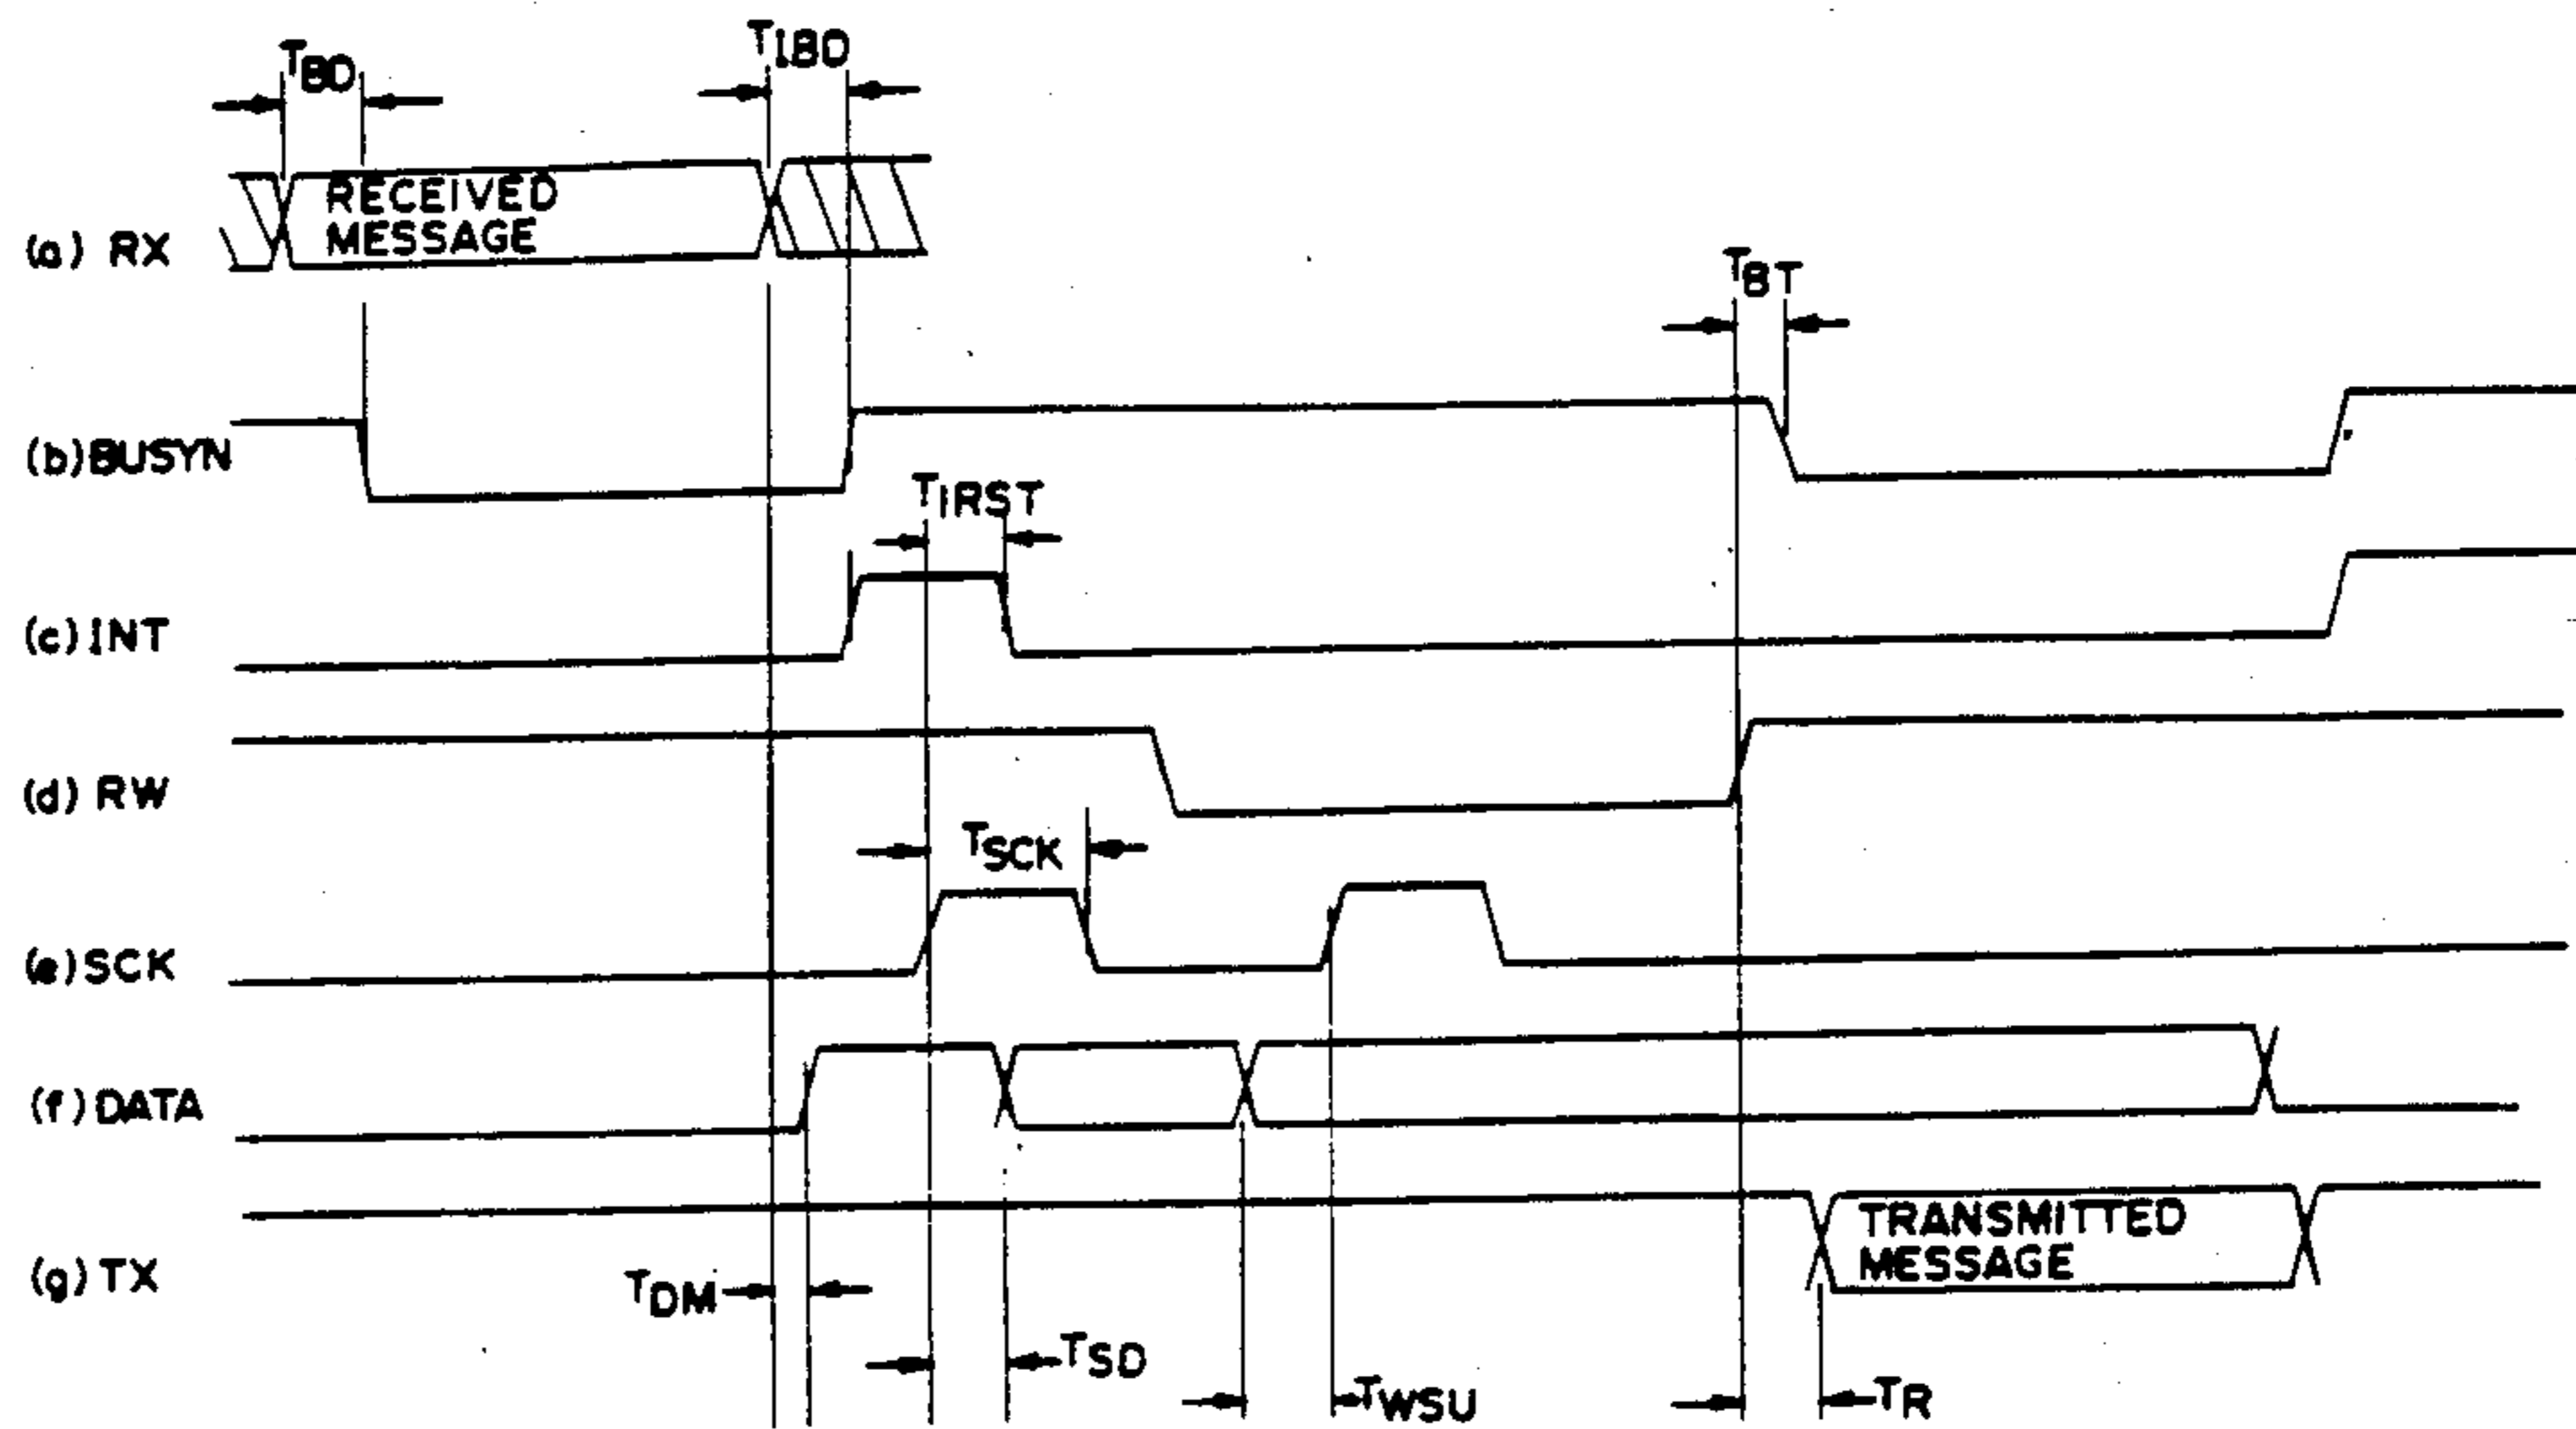 TBD
TIBD
RECEIVED
MESSAGE
(a) RX
TBT
(b) BUSYN
TIRST
(c) INT
(d) RW
TSCK
(e) SCK
(f) DATA
TRANSMITTED
MESSAGE
(g) TX
TDM
TSD
TWSU
TR